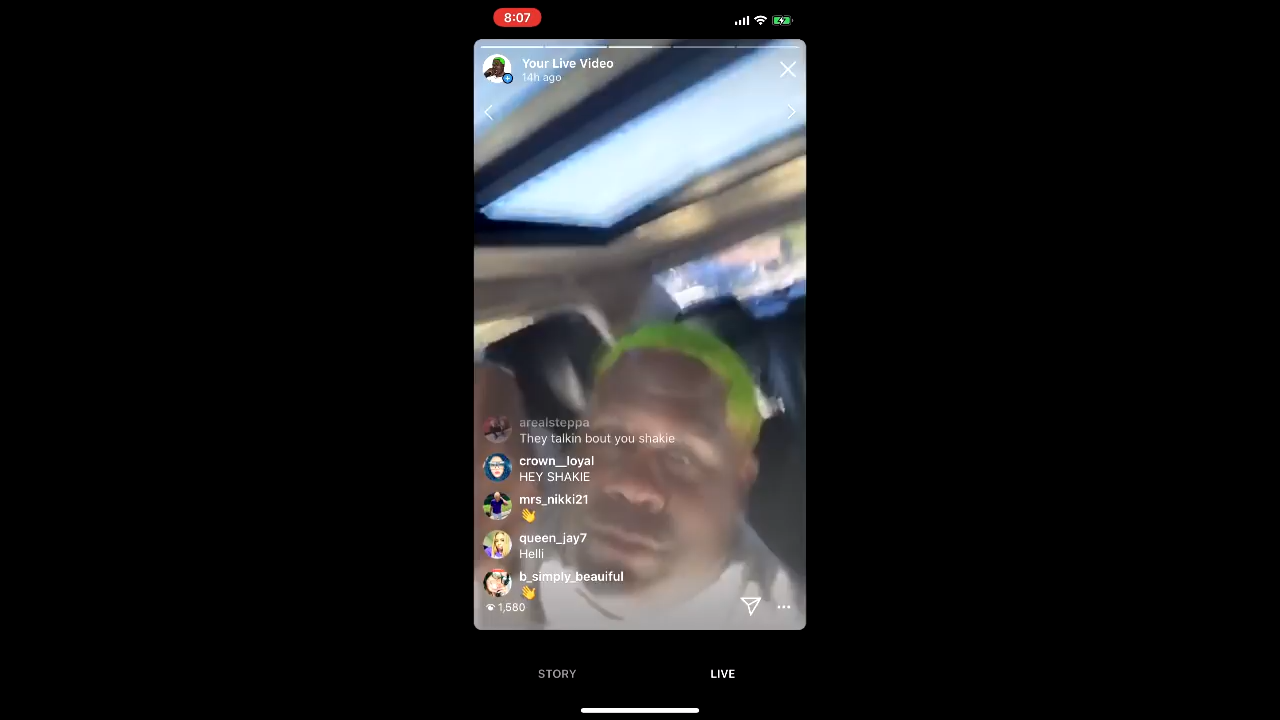 8:07
Your Live Video
14h ago
arealsteppa
They talkin bout you shakie
crown__loyal
HEY SHAKIE
mrs_nikki21
👋
queen_jay7
Helli
b_simply_beauiful
👋
1,580
STORY
LIVE